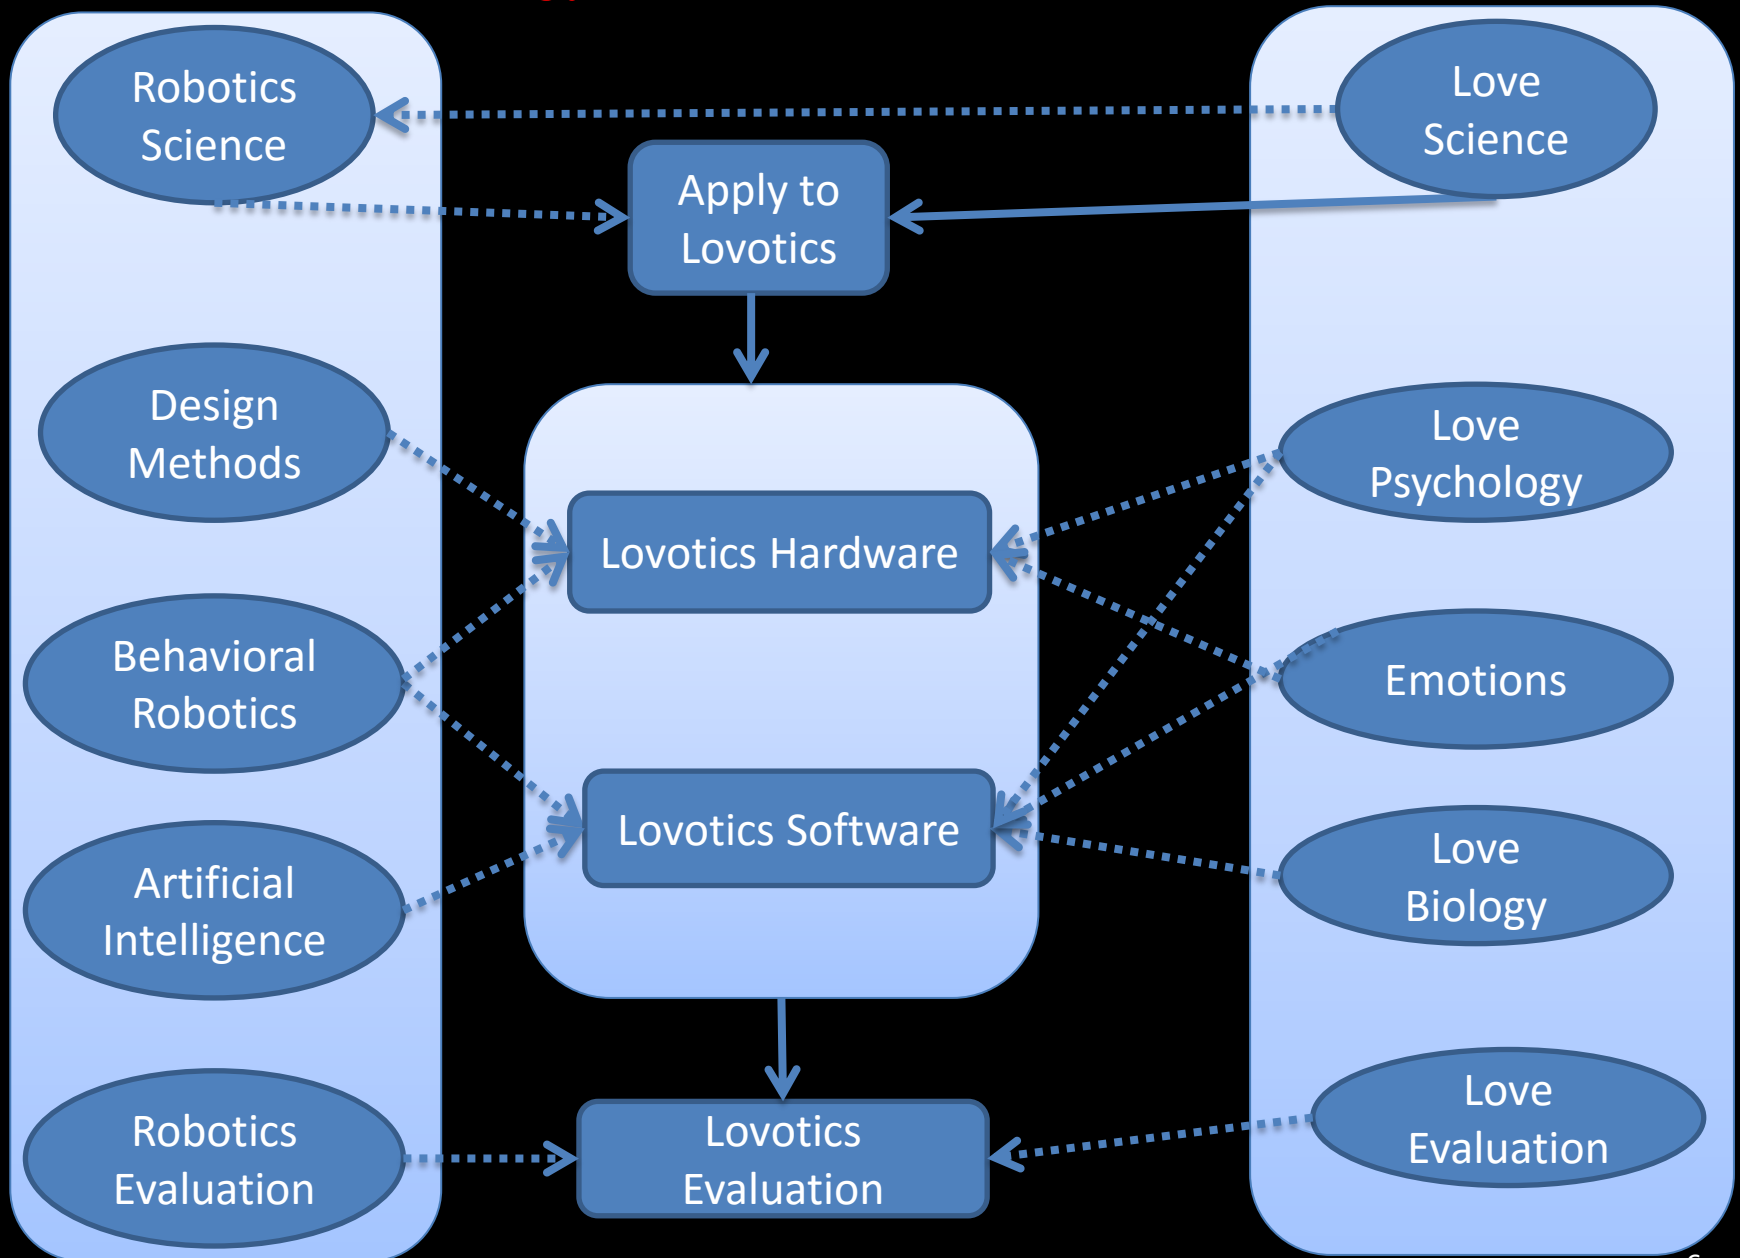 Robotics
Science
Love
Science
Apply to
Lovotics
Design
Methods
Love
Psychology
Lovotics Hardware
Behavioral
Robotics
Emotions
Lovotics Software
Artificial
Intelligence
Love
Biology
Robotics
Evaluation
Lovotics
Evaluation
Love
Evaluation